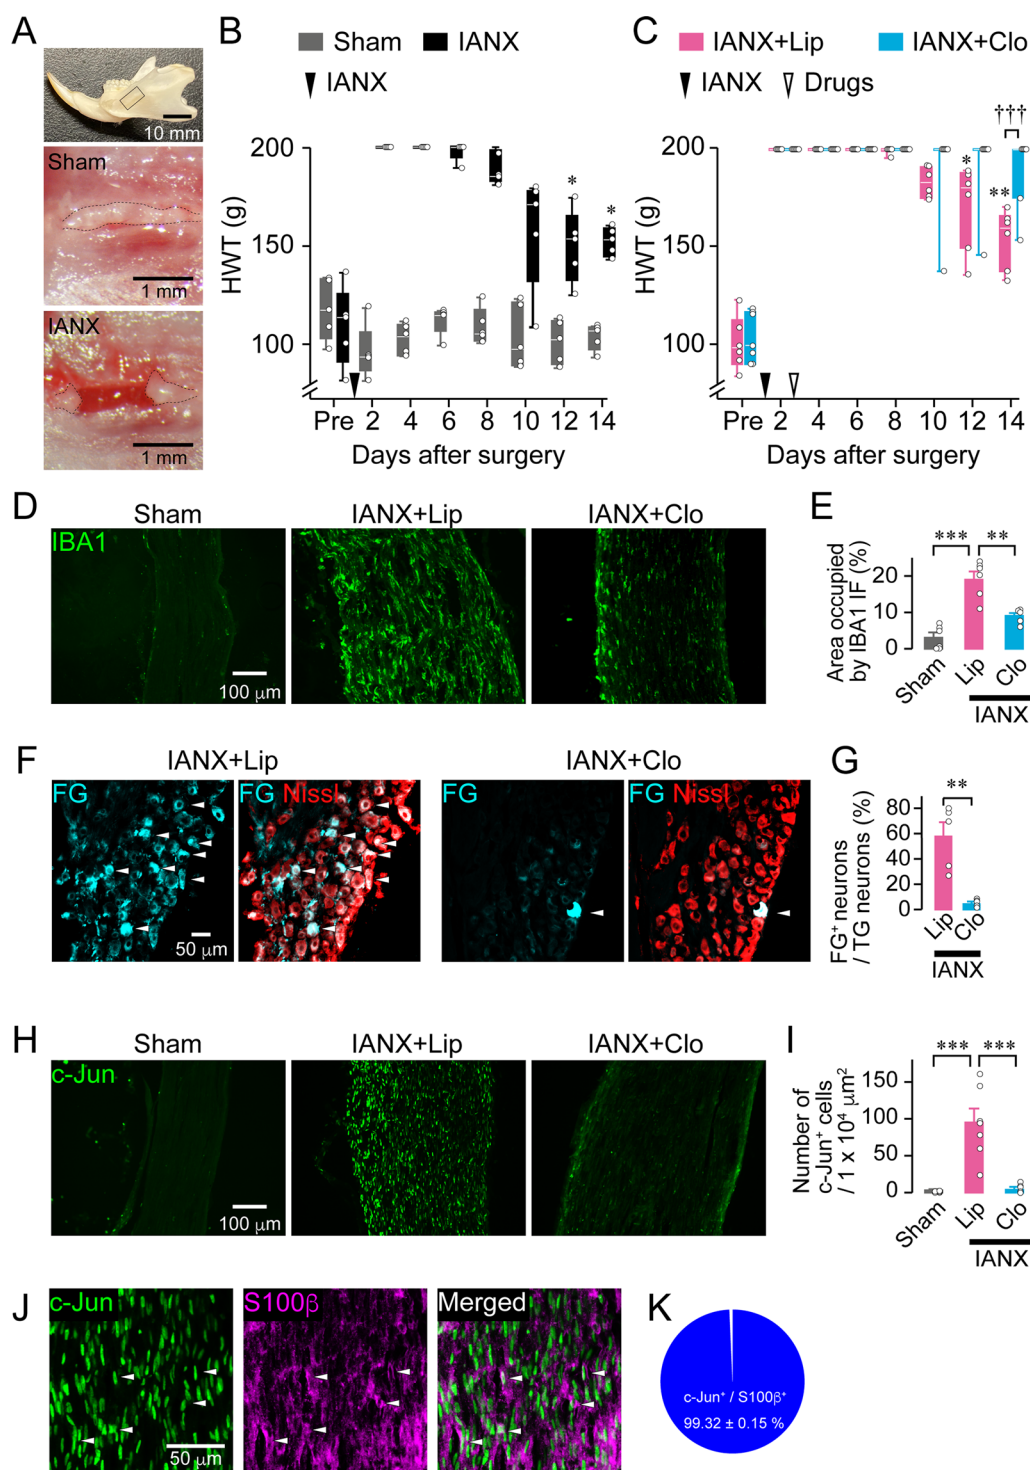 A
10 mm
Sham
1 mm
IANX
1 mm
B
Sham IANX
IANX
HWT (g)
200
150
100
Pre 2 4 6 8 10 12 14
Days after surgery
* *
C
IANX+Lip IANX+Clo
IANX Drugs
HWT (g)
200
150
100
Pre 2 4 6 8 10 12 14
Days after surgery
* ** †††
D
Sham IANX+Lip IANX+Clo
IBA1
100 μm
E
Area occupied
by IBA1 IF (%)
*** **
20
10
0
Sham Lip Clo
IANX
F
IANX+Lip IANX+Clo
FG FG Nissl FG FG Nissl
50 μm
G
FG⁺ neurons
/ TG neurons (%)
**
80
60
40
20
0
Lip Clo
IANX
H
Sham IANX+Lip IANX+Clo
c-Jun
100 μm
I
Number of
c-Jun⁺ cells
/ 1 x 10⁴ μm²
*** ***
150
100
50
0
Sham Lip Clo
IANX
J
c-Jun S100β Merged
50 μm
K
c-Jun⁺ / S100β⁺
99.32 ± 0.15 %